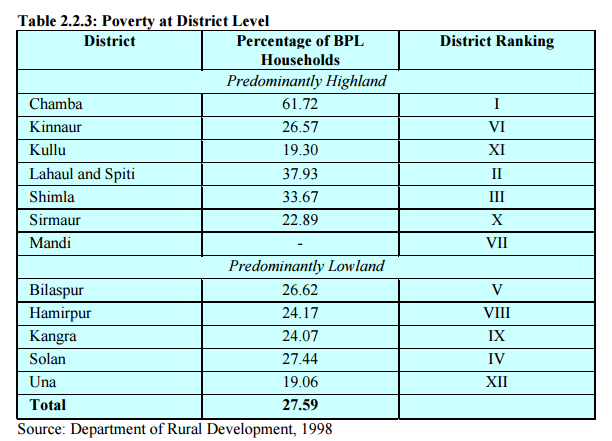 Table 2.2.3: Poverty at District Level
District Percentage of BPL Households District Ranking
Predominantly Highland
Chamba 61.72 I
Kinnaur 26.57 VI
Kullu 19.30 XI
Lahaul and Spiti 37.93 II
Shimla 33.67 III
Sirmaur 22.89 X
Mandi - VII
Predominantly Lowland
Bilaspur 26.62 V
Hamirpur 24.17 VIII
Kangra 24.07 IX
Solan 27.44 IV
Una 19.06 XII
Total 27.59
Source: Department of Rural Development, 1998